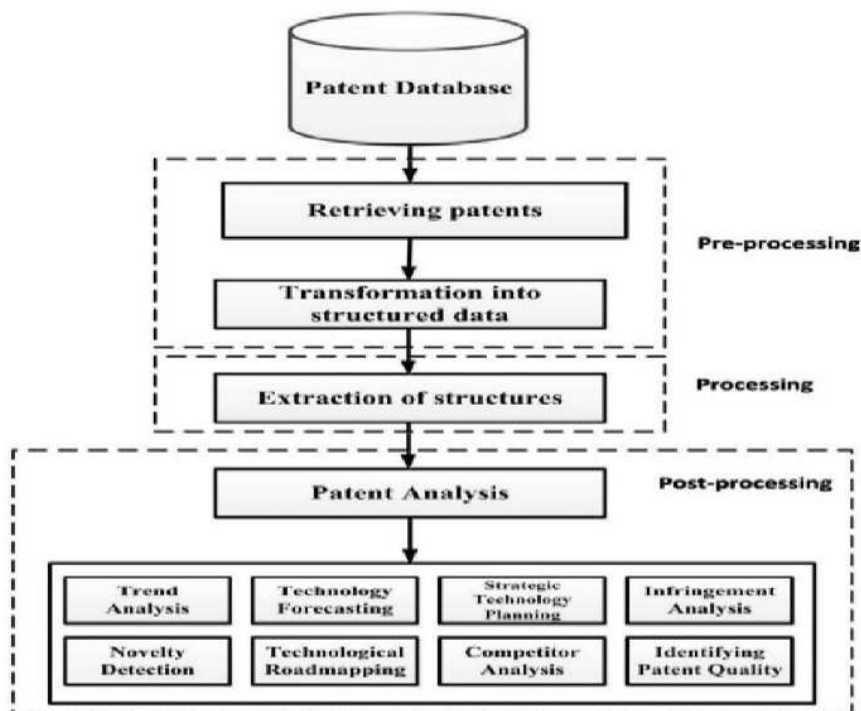 Patent Database
Retrieving patents
Pre-processing
Transformation into
structured data
Extraction of structures
Processing
Patent Analysis
Post-processing
Trend
Analysis
Technology
Forecasting
Strategic
Technology
Planning
Infringement
Analysis
Novelty
Detection
Technological
Roadmapping
Competitor
Analysis
Identifying
Patent Quality